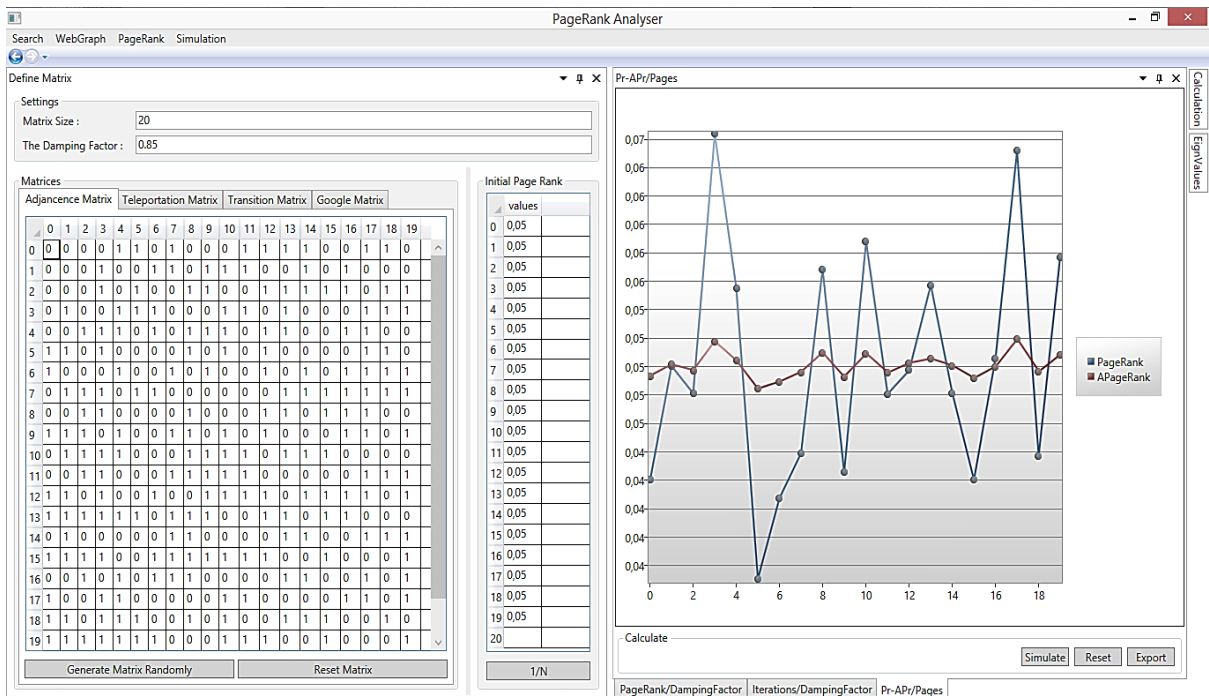 PageRank Analyser
Search WebGraph PageRank Simulation
Define Matrix
Settings
Matrix Size : 20
The Damping Factor : 0.85
Matrices
Adjancence Matrix Teleportation Matrix Transition Matrix Google Matrix
0 1 2 3 4 5 6 7 8 9 10 11 12 13 14 15 16 17 18 19
0 0 0 0 0 1 1 0 1 0 0 0 1 1 1 1 0 0 1 1 0
1 0 0 0 1 0 0 1 1 0 1 1 1 0 0 1 0 1 0 0 1
2 0 0 0 1 0 1 0 0 1 1 0 0 1 1 1 1 1 0 1 1
3 0 1 0 0 1 1 1 0 0 0 1 1 0 1 0 0 0 1 1 1
4 0 0 1 1 1 0 1 0 1 1 1 0 1 1 0 0 1 1 0 1
5 1 1 0 1 0 0 0 0 1 0 1 0 1 0 0 0 0 1 1 0
6 1 0 0 1 0 1 0 1 1 0 0 0 0 0 0 0 1 1 1 1
7 0 1 1 1 0 1 1 0 0 0 0 0 0 1 1 1 1 1 1 0
8 0 0 1 1 0 0 0 0 1 0 0 0 1 1 0 1 1 1 0 0
9 1 1 1 0 1 0 0 1 1 0 1 0 1 0 0 0 1 1 0 1
10 0 1 0 1 1 0 1 1 1 1 0 0 1 1 1 0 0 1 1 1
11 0 0 1 1 0 0 1 1 1 1 1 1 0 0 0 0 0 1 1 1
12 1 1 0 1 0 0 1 0 0 1 1 1 1 0 1 1 1 0 0 1
13 1 1 1 1 1 1 0 1 1 1 0 0 1 1 0 1 1 0 0 0
14 0 1 0 0 0 0 0 0 1 1 1 1 1 0 0 1 0 0 1 1
15 1 1 1 0 0 1 1 1 1 1 1 1 1 0 0 1 0 0 0 1
16 0 0 1 0 1 0 1 1 1 0 0 0 0 1 1 0 0 1 0 1
17 1 0 0 0 1 1 0 0 0 0 1 1 0 0 1 1 0 1 1 1
18 1 1 0 1 1 1 0 0 1 1 0 0 0 1 1 1 0 0 1 0
19 1 1 1 1 1 1 1 0 0 0 1 1 1 0 0 1 0 0 0 1
Generate Matrix Randomly Reset Matrix
Initial Page Rank
values
0 0,05
1 0,05
2 0,05
3 0,05
4 0,05
5 0,05
6 0,05
7 0,05
8 0,05
9 0,05
10 0,05
11 0,05
12 0,05
13 0,05
14 0,05
15 0,05
16 0,05
17 0,05
18 0,05
19 0,05
20
1/N
Pr-APr/Pages
0,07
0,06
0,06
0,06
0,06
0,06
0,05
0,05
0,05
0,05
0,05
0,04
0,04
0,04
0,04
0,04
0 2 4 6 8 10 12 14 16 18
PageRank
APageRank
Calculate
Simulate Reset Export
PageRank/DampingFactor Iterations/DampingFactor Pr-APr/Pages
Calculation
EignValues